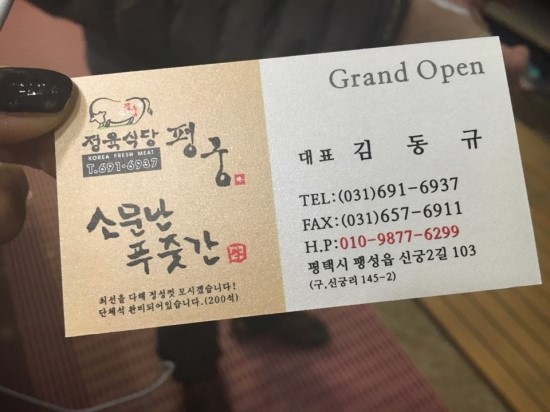 정육식당
KOREA FRESH MEAT
T.691-6937
평궁
소문난
푸줏간
최선을 다해 정성껏 모시겠습니다!
단체석 완비되어있습니다.(200석)
Grand Open
대표 김 동 규
TEL:(031)691-6937
FAX:(031)657-6911
H.P:010-9877-6299
평택시 팽성읍 신궁2길 103
(구,신궁리 145-2)